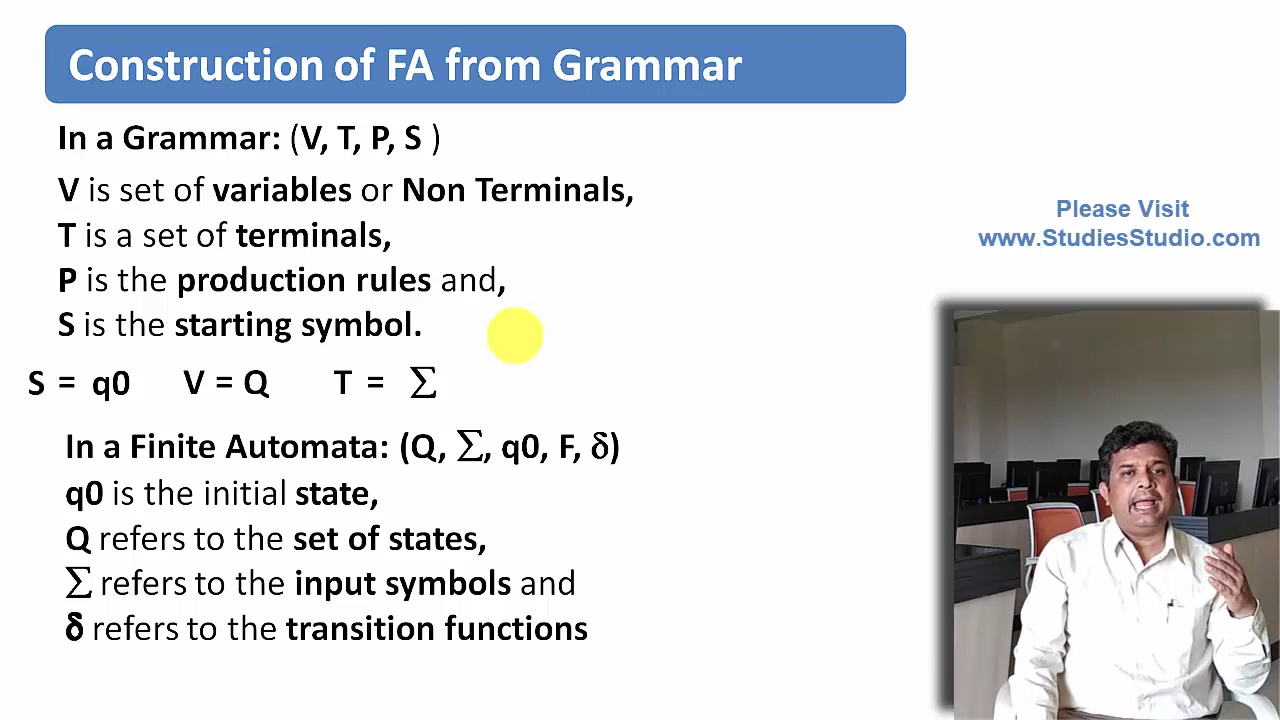 Construction of FA from Grammar
In a Grammar: (V, T, P, S )
V is set of variables or Non Terminals,
T is a set of terminals,
P is the production rules and,
S is the starting symbol.
S = q0 V = Q T = ∑
In a Finite Automata: (Q, ∑, q0, F, δ)
q0 is the initial state,
Q refers to the set of states,
∑ refers to the input symbols and
δ refers to the transition functions
Please Visit
www.StudiesStudio.com